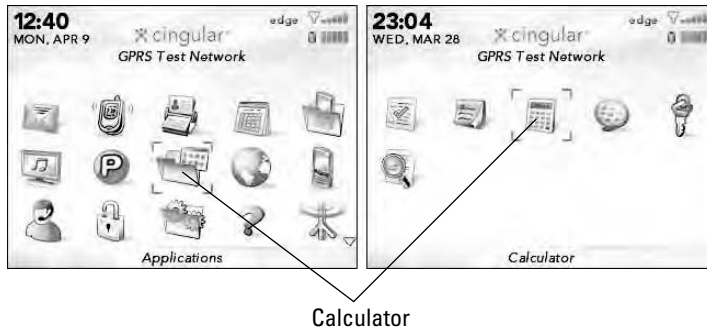 12:40
MON, APR 9
cingular
edge
GPRS Test Network
P
Applications
23:04
WED, MAR 28
cingular
edge
GPRS Test Network
Calculator
Calculator